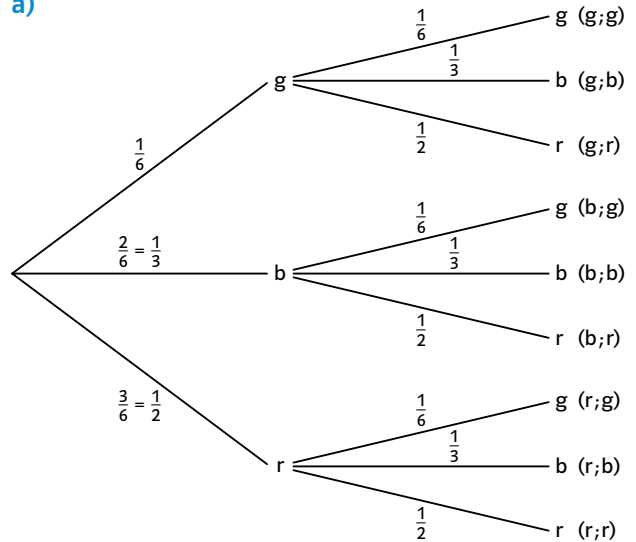 a)
1/6
g (g;g)
1/3
g
b (g;b)
1/2
r (g;r)
1/6
1/6
g (b;g)
2/6 = 1/3
1/3
b
b (b;b)
1/2
r (b;r)
3/6 = 1/2
1/6
g (r;g)
1/3
r
b (r;b)
1/2
r (r;r)